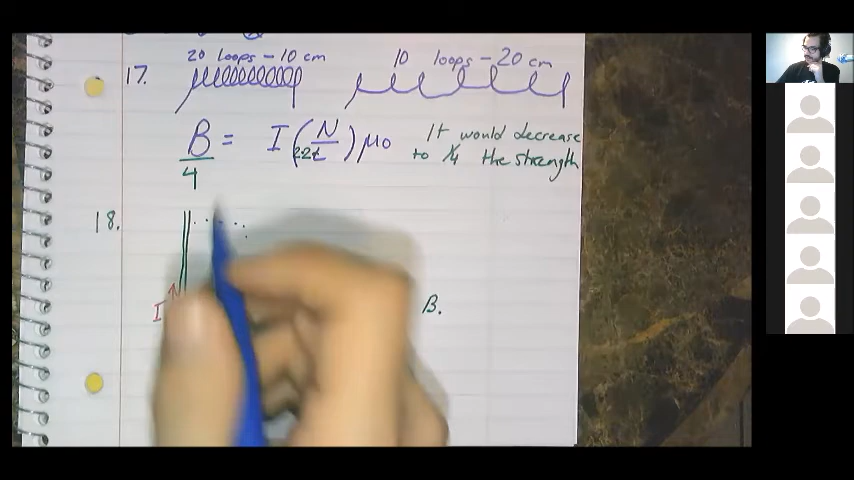 20 loops - 10 cm
10 loops - 20 cm
17.
B = I (N) μ0
It would decrease
to 1/4 the strength
4
18.
I
B.